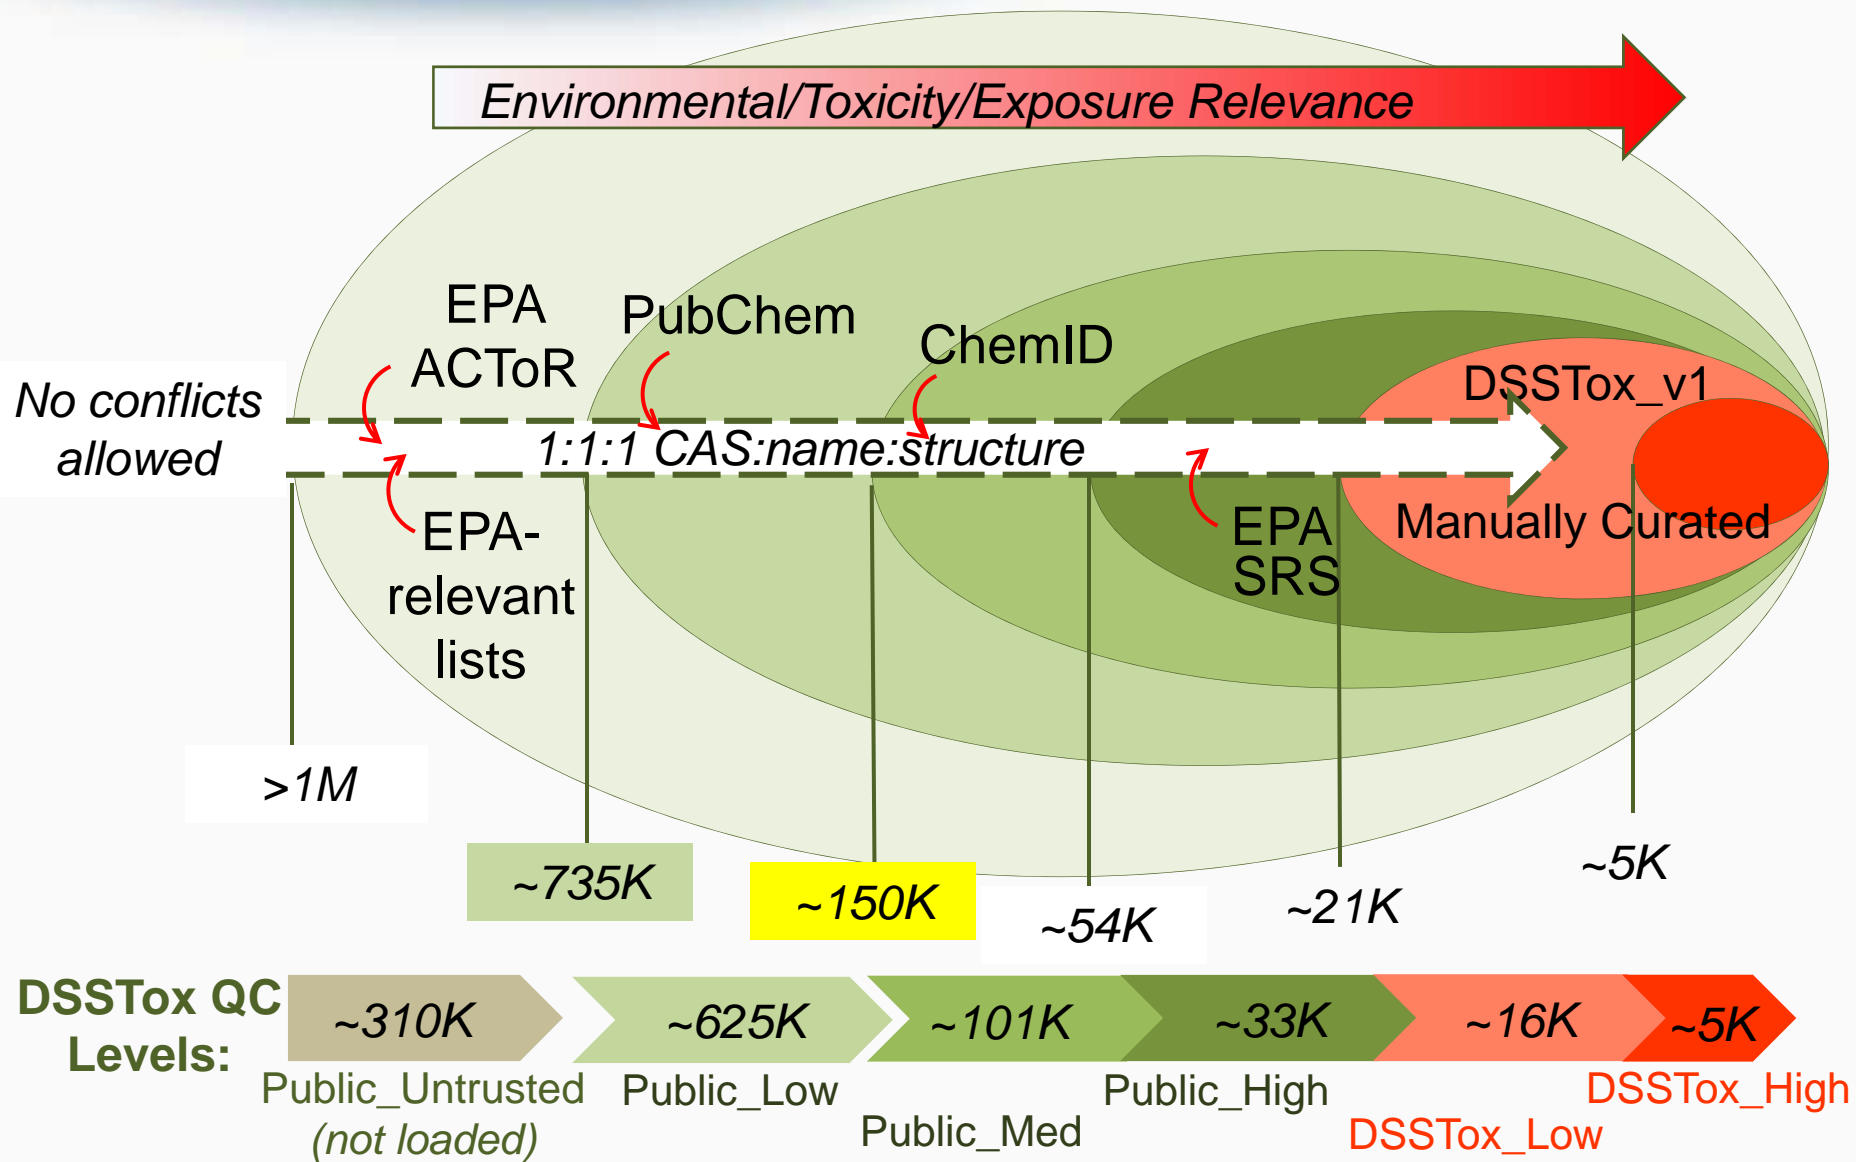 Environmental/Toxicity/Exposure Relevance
EPA
ACToR
PubChem
ChemID
DSSTox_v1
No conflicts
allowed
1:1:1 CAS:name:structure
EPA-
relevant
lists
EPA
SRS
Manually Curated
>1M
~735K
~150K
~54K
~21K
~5K
DSSTox QC
Levels:
~310K
~625K
~101K
~33K
~16K
~5K
Public_Untrusted
(not loaded)
Public_Low
Public_Med
Public_High
DSSTox_Low
DSSTox_High